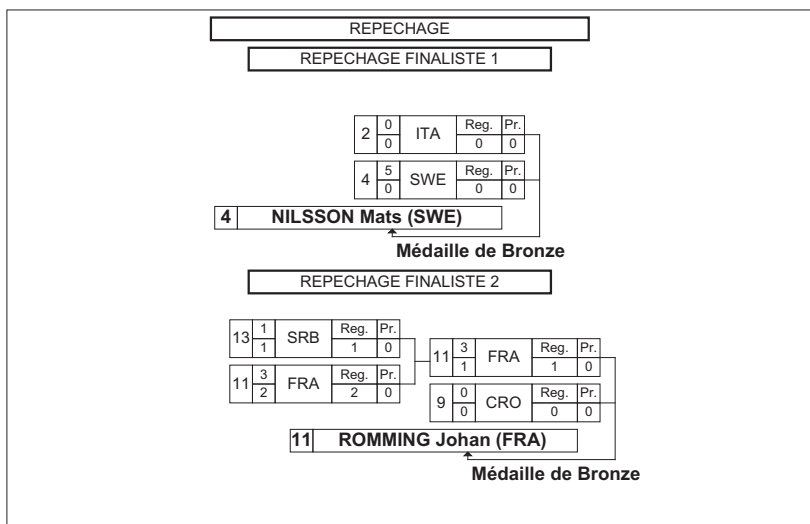 REPECHAGE
REPECHAGE FINALISTE 1
2 0 ITA Reg. Pr.
0 0 0
4 5 SWE Reg. Pr.
0 0 0
4 NILSSON Mats (SWE)
Médaille de Bronze
REPECHAGE FINALISTE 2
13 1 SRB Reg. Pr.
1 1 0
11 3 FRA Reg. Pr.
2 2 0
11 3 FRA Reg. Pr.
1 1 0
9 0 CRO Reg. Pr.
0 0 0
11 ROMMING Johan (FRA)
Médaille de Bronze